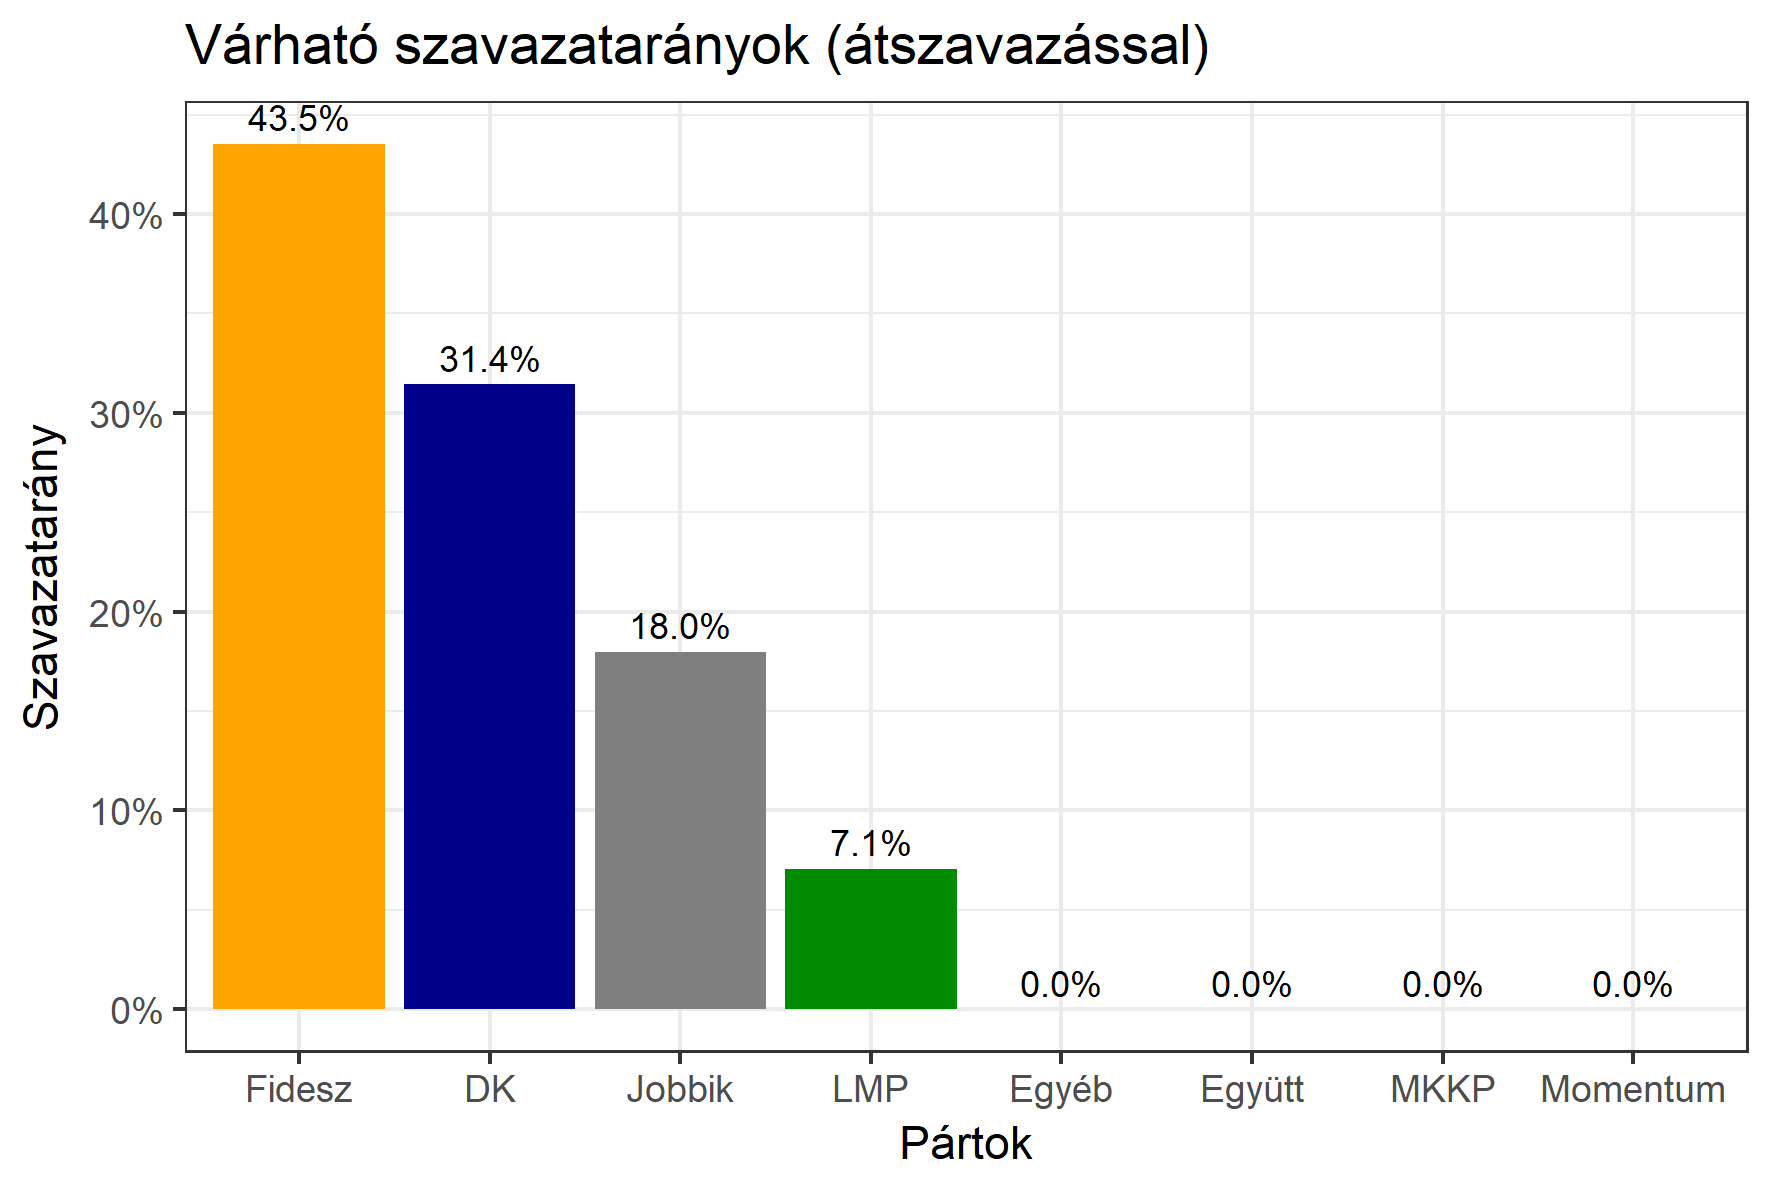 Várható szavazatarányok (átszavazással)
43.5%
31.4%
18.0%
7.1%
0.0% 0.0% 0.0% 0.0%
40%
30%
20%
10%
0%
Szavazatarány
Fidesz DK Jobbik LMP Egyéb Együtt MKKP Momentum
Pártok